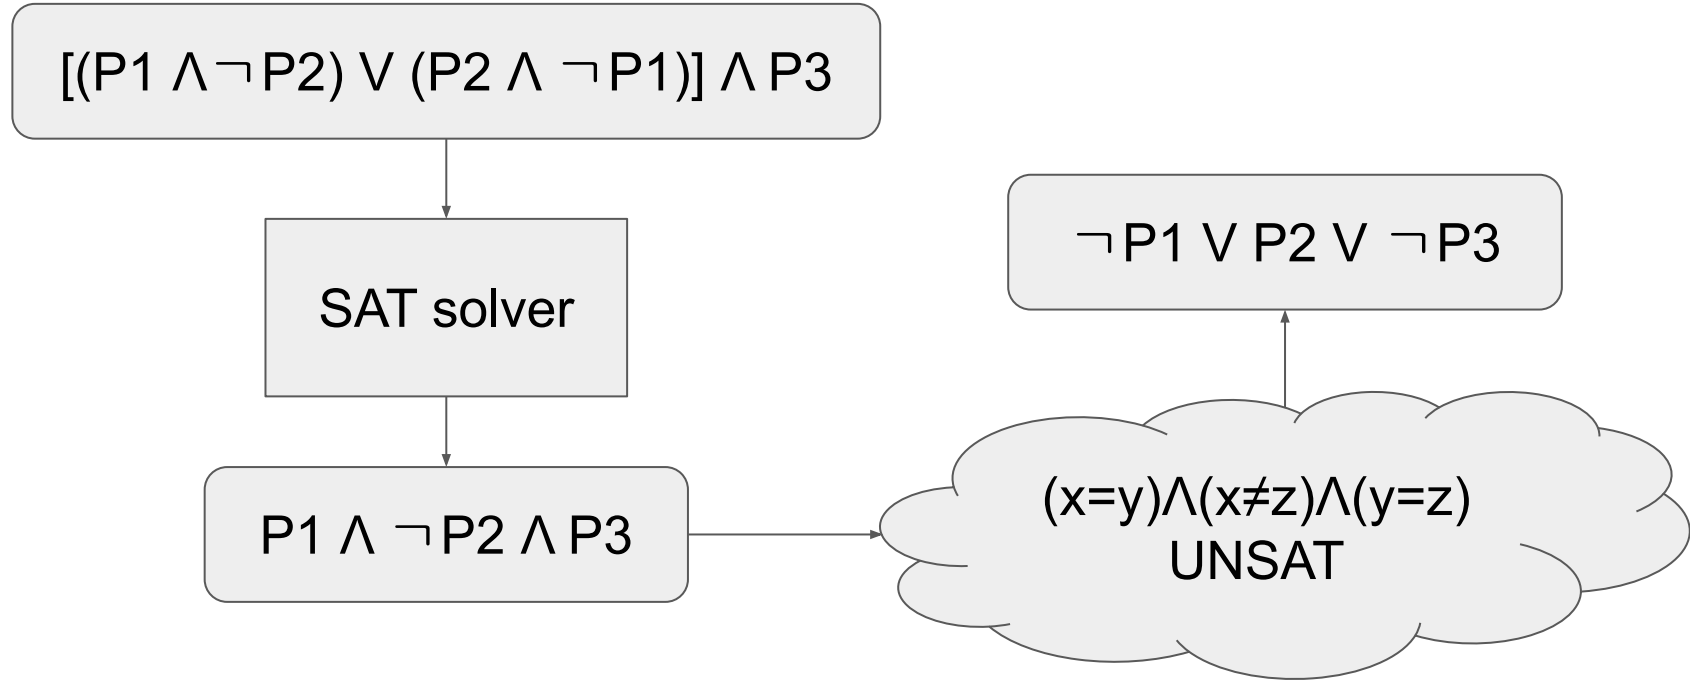 [(P1 Λ ¬ P2) V (P2 Λ ¬ P1)] Λ P3
SAT solver
P1 Λ ¬ P2 Λ P3
(x=y)Λ(x≠z)Λ(y=z)
UNSAT
¬ P1 V P2 V ¬ P3